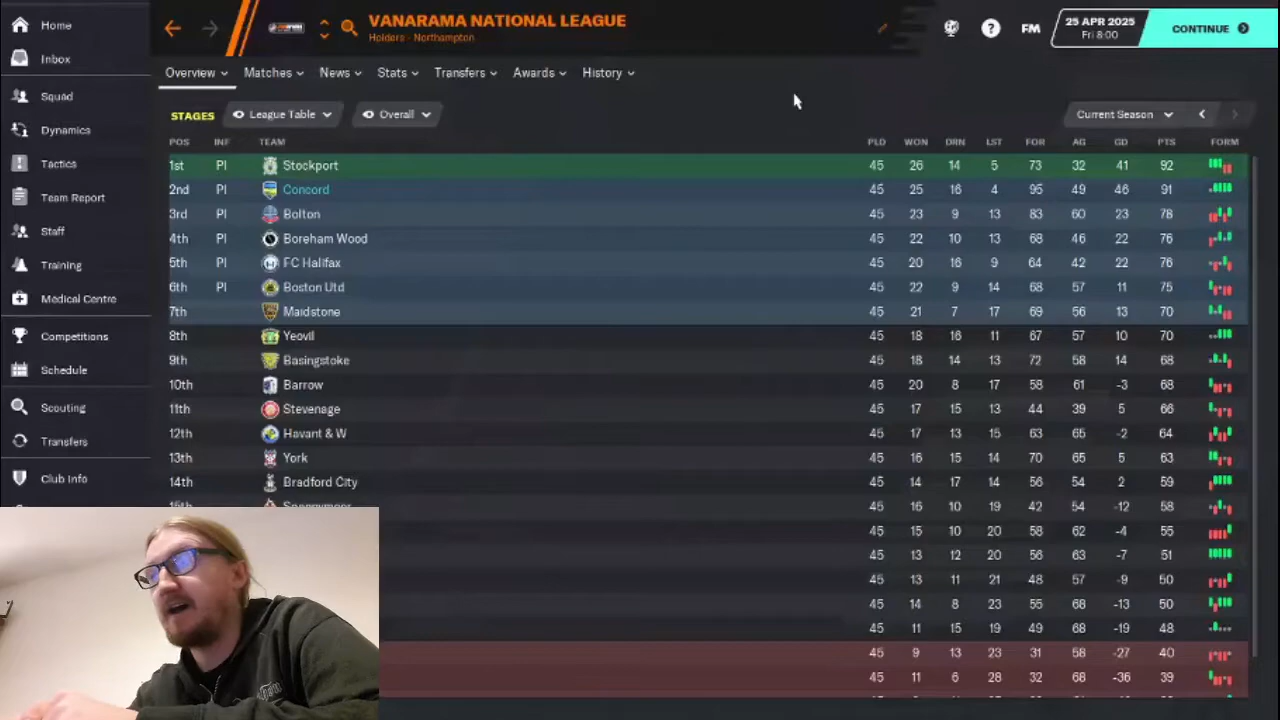 Home
Inbox
Squad
Dynamics
Tactics
Team Report
Staff
Training
Medical Centre
Competitions
Schedule
Scouting
Transfers
Club Info
VANARAMA NATIONAL LEAGUE
Holders - Northampton
? FM 25 APR 2025 CONTINUE
Fri 8:00
Overview Matches News Stats Transfers Awards History
STAGES League Table Overall Current Season
POS INF TEAM PLD WON DRN LST FOR AG GD PTS FORM
1st Pl Stockport 45 26 14 5 73 32 41 92
2nd Pl Concord 45 25 16 4 95 49 46 91
3rd Pl Bolton 45 23 9 13 83 60 23 78
4th Pl Boreham Wood 45 22 10 13 68 46 22 76
5th Pl FC Halifax 45 20 16 9 64 42 22 76
6th Pl Boston Utd 45 22 9 14 68 57 11 75
7th Maidstone 45 21 7 17 69 56 13 70
8th Yeovil 45 18 16 11 67 57 10 70
9th Basingstoke 45 18 14 13 72 58 14 68
10th Barrow 45 20 8 17 58 61 -3 68
11th Stevenage 45 17 15 13 44 39 5 66
12th Havant & W 45 17 13 15 63 65 -2 64
13th York 45 16 15 14 70 65 5 63
14th Bradford City 45 14 17 14 56 54 2 59
15th Spennymoor 45 16 10 19 42 54 -12 58
45 15 10 20 58 62 -4 55
45 13 12 20 56 63 -7 51
45 13 11 21 48 57 -9 50
45 14 8 23 55 68 -13 50
45 11 15 19 49 68 -19 48
45 9 13 23 31 58 -27 40
45 11 6 28 32 68 -36 39